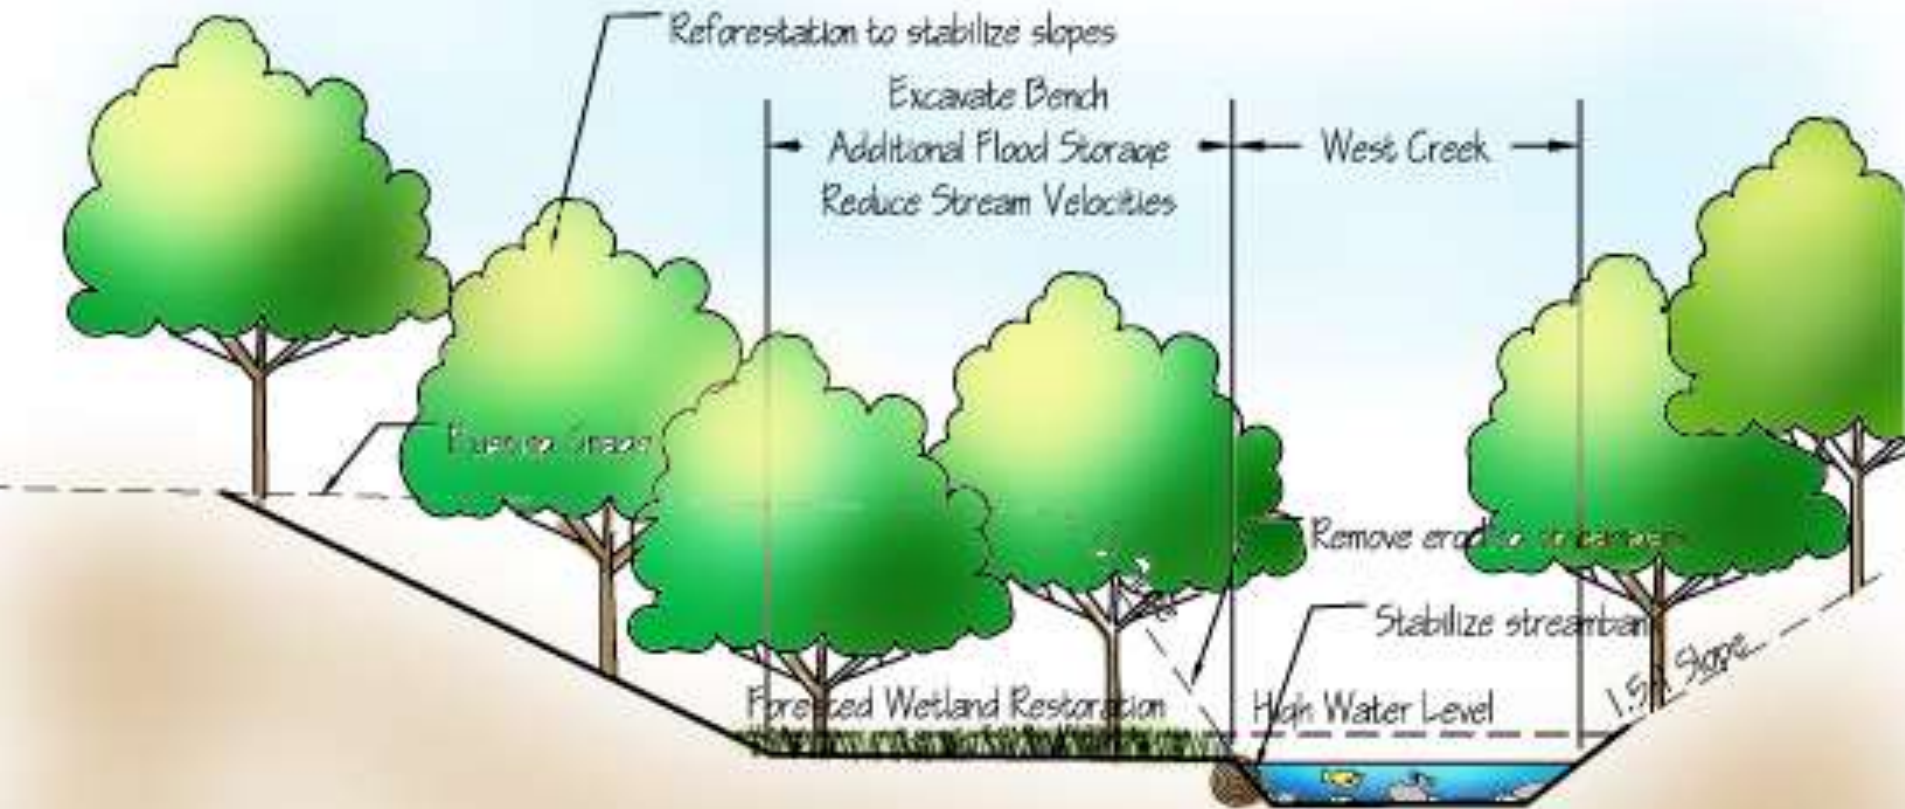 Reforestation to stabilize slopes
Excavate Bench
Additional Flood Storage
Reduce Stream Velocities
West Creek
Remove
Stabilize
Forested Wetland Restoration
High Water Level
Slope